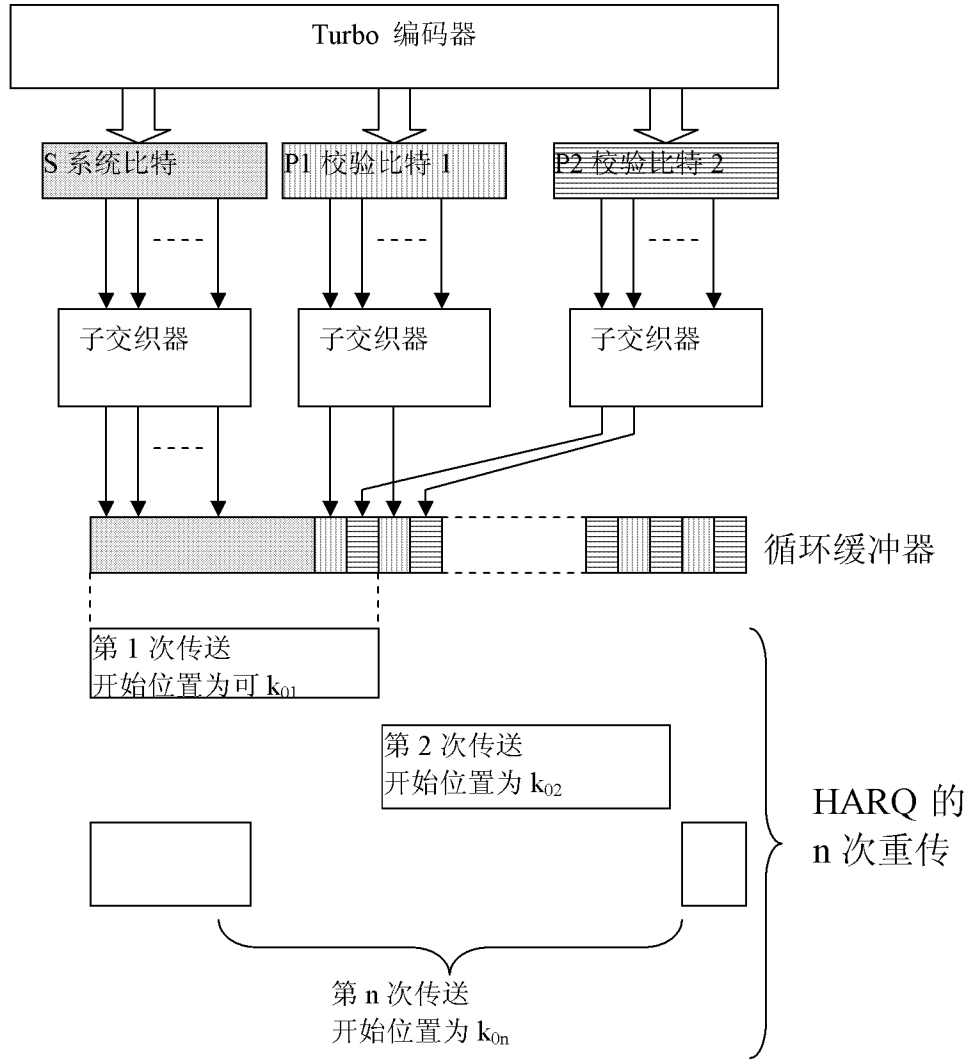 Turbo 编码器
S 系统比特
P1 校验比特 1
P2 校验比特 2
子交织器
子交织器
子交织器
循环缓冲器
第 1 次传送
开始位置为可 k₀₁
第 2 次传送
开始位置为 k₀₂
HARQ 的
n 次重传
第 n 次传送
开始位置为 k₀ₙ